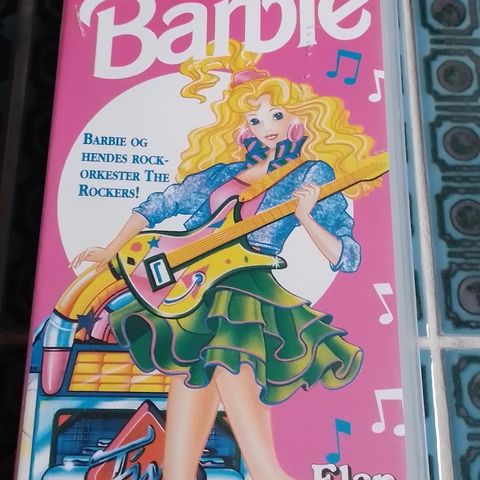 Barbie
BARBIE OG
HENDES ROCK-
ORKESTER THE
ROCKERS!